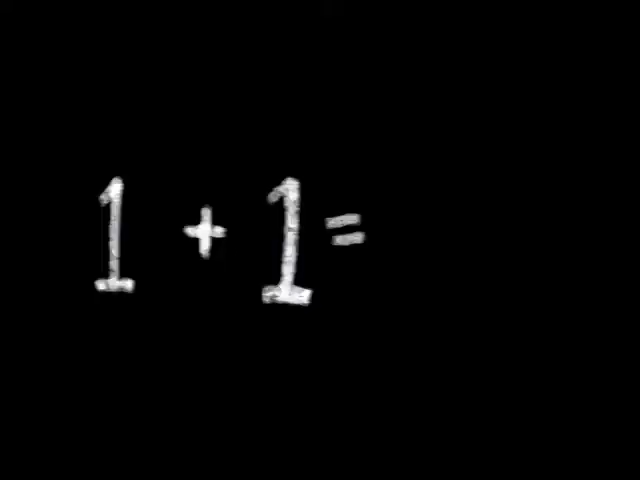 1 + 1 =